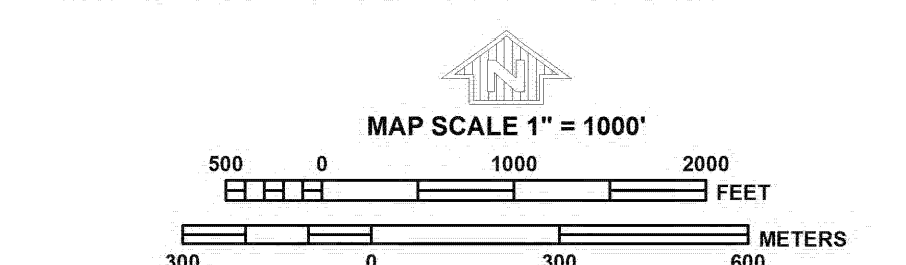 N
MAP SCALE 1" = 1000'
500 0 1000 2000
FEET
METERS
300 0 300 600